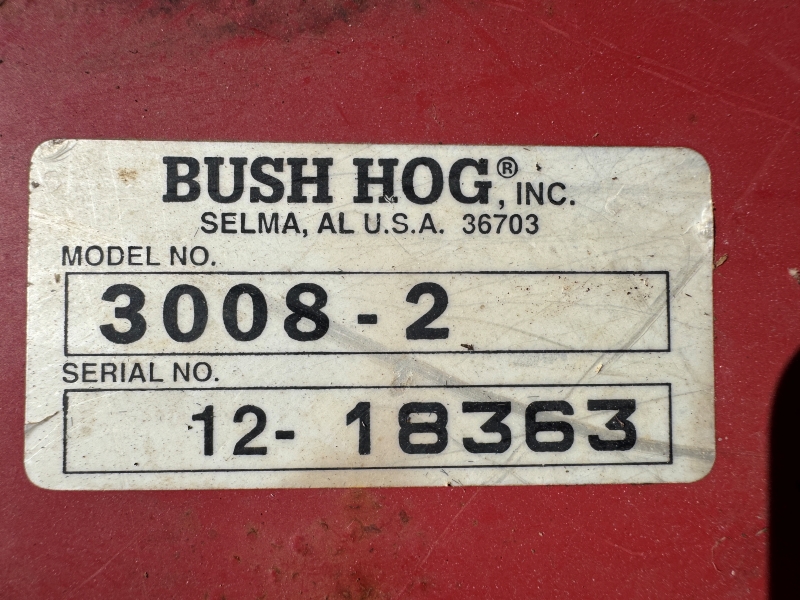 BUSH HOG®, INC.
SELMA, AL U.S.A. 36703
MODEL NO.
3008-2
SERIAL NO.
12- 18363